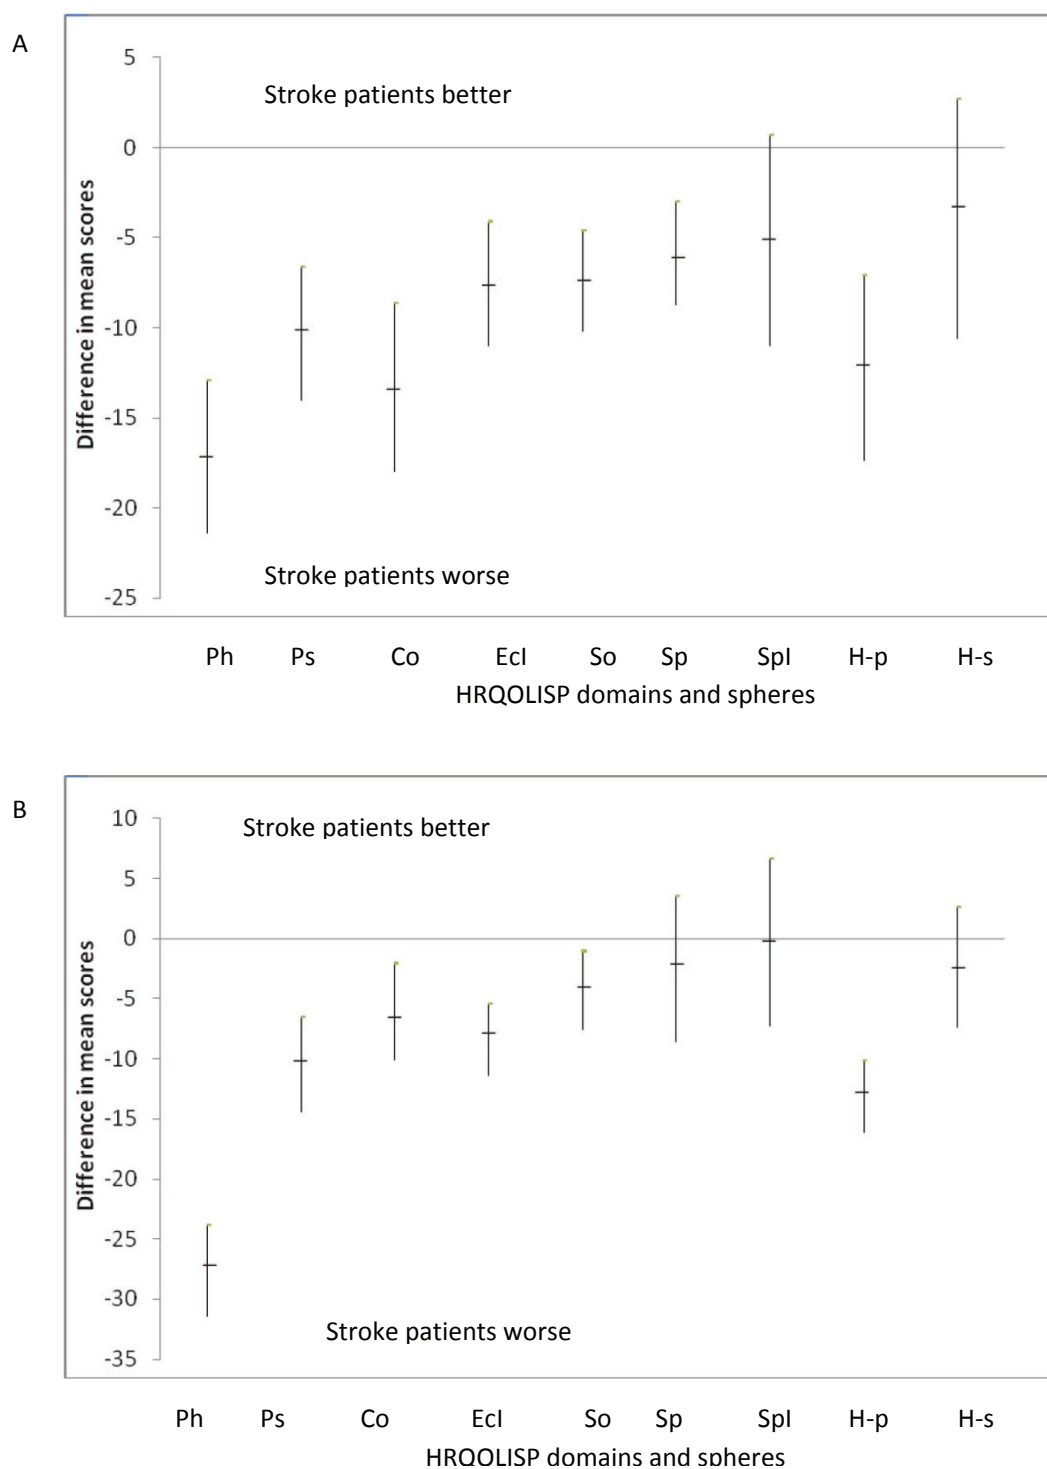 A
5
Stroke patients better
0
-5
-10
-15
-20
-25
Difference in mean scores
Stroke patients worse
Ph Ps Co EcI So Sp SpI H-p H-s
HRQOLISP domains and spheres
B
10
Stroke patients better
5
0
-5
-10
-15
-20
-25
-30
-35
Difference in mean scores
Stroke patients worse
Ph Ps Co EcI So Sp SpI H-p H-s
HRQOLISP domains and spheres